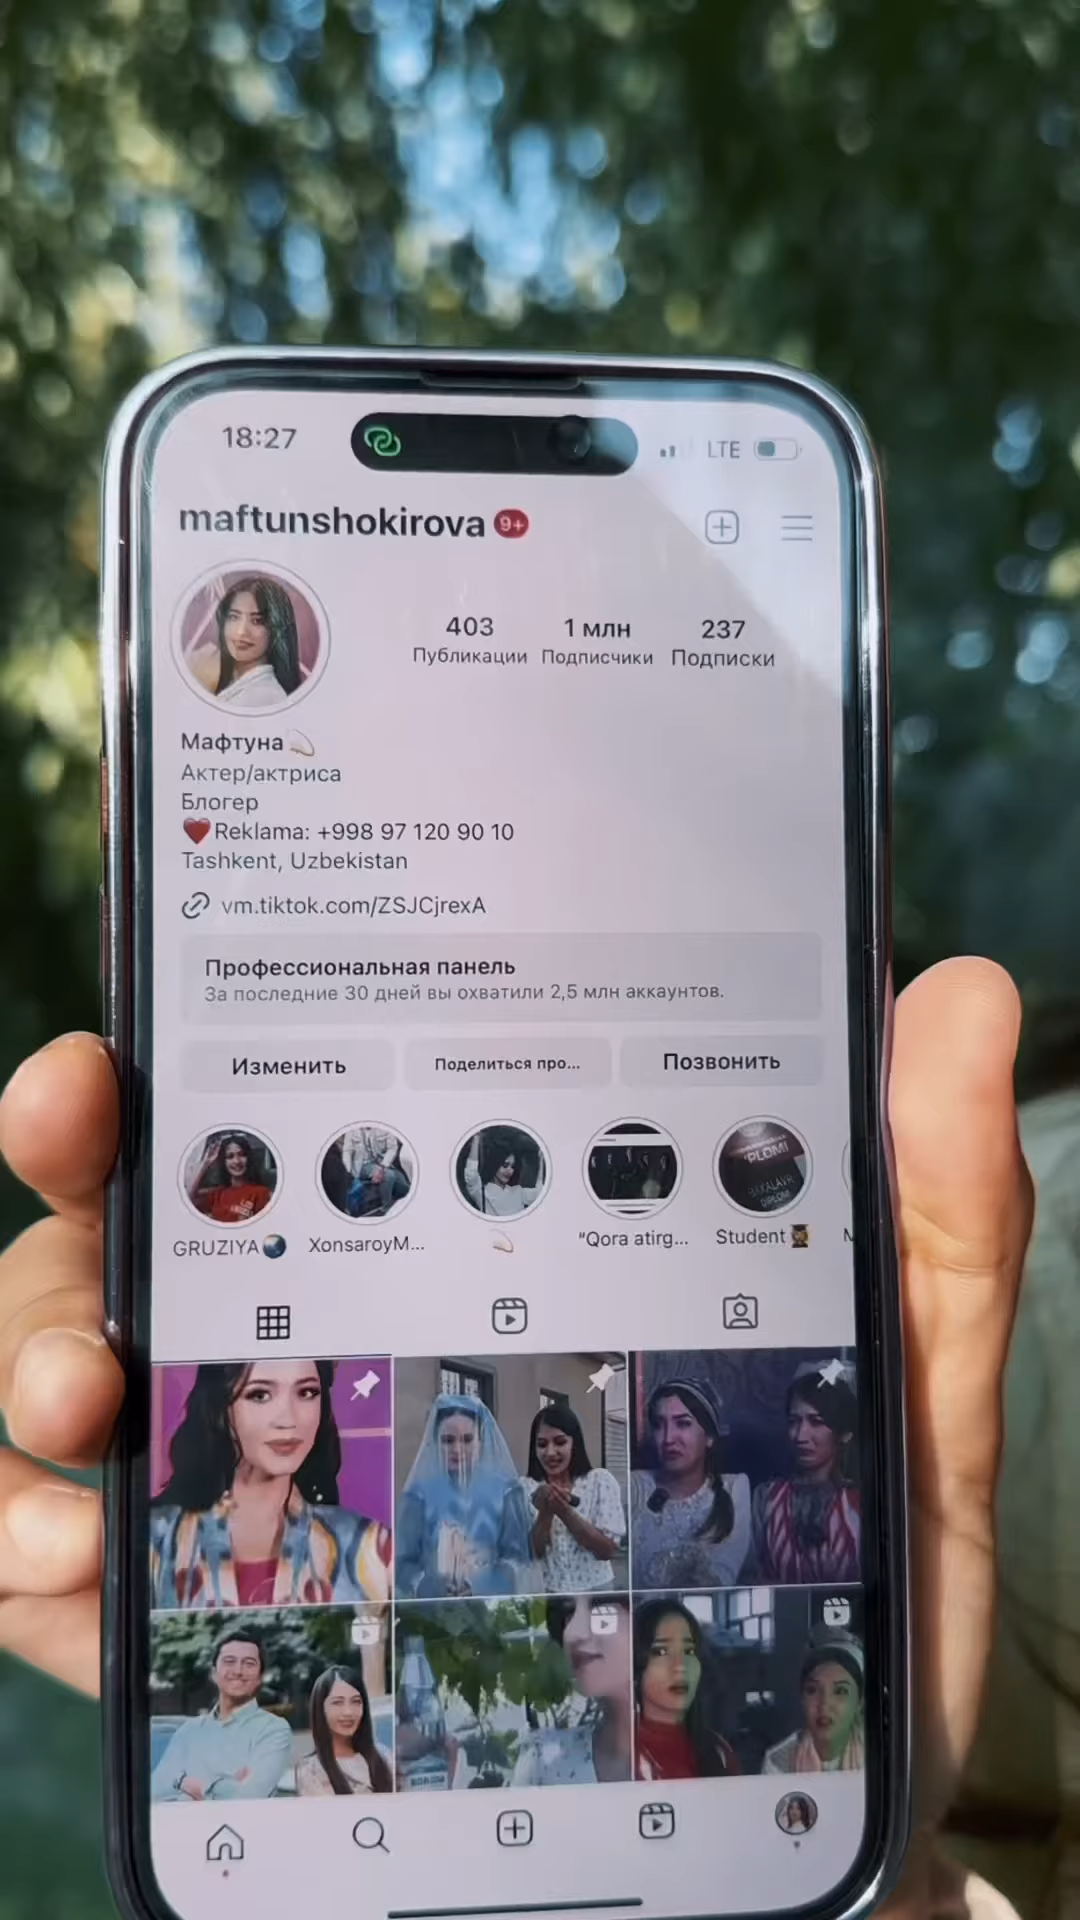 18:27
LTE
maftunshokirova 9+
403 1 млн 237
Публикации Подписчики Подписки
Мафтуна
Актер/актриса
Блогер
Reklama: +998 97 120 90 10
Tashkent, Uzbekistan
vm.tiktok.com/ZSJCjrexA
Профессиональная панель
За последние 30 дней вы охватили 2,5 млн аккаунтов.
Изменить Поделиться про... Позвонить
BAKALAVR
DIPLOMI
GRUZIYA XonsaroyM... "Qora atirg... Student